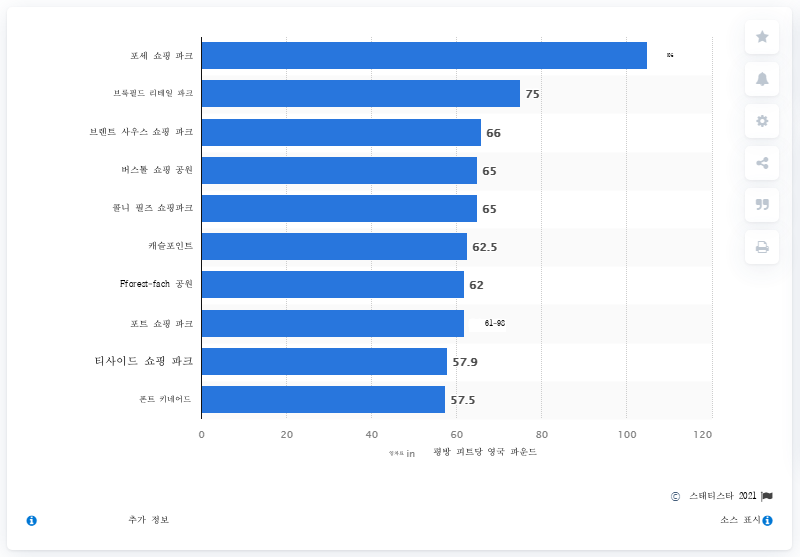 포세 쇼핑 파크
브룩필드 리테일 파크 75
브렌트 사우스 쇼핑 파크 66
버스톨 쇼핑 공원 65
콜니 필즈 쇼핑파크 65
캐슬포인트 62.5
Fforest-fach 공원 62
포트 쇼핑 파크 61-98
티사이드 쇼핑 파크 57.9
폰트 키네어드 57.5
0 20 40 60 80 100 120
in 평방 피트당 영국 파운드
© 스태티스타 2021
추가 정보 소스 표시